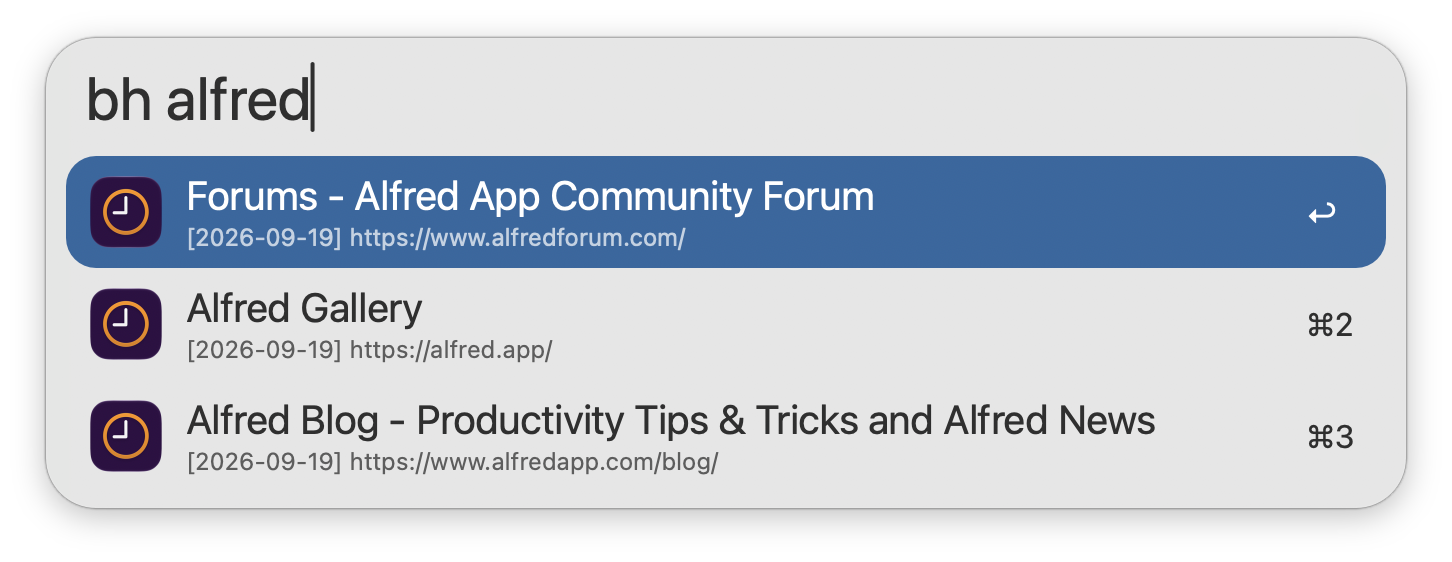 bh alfred
Forums - Alfred App Community Forum
[2026-09-19] https://www.alfredforum.com/
Alfred Gallery
⌘2
[2026-09-19] https://alfred.app/
Alfred Blog - Productivity Tips & Tricks and Alfred News
⌘3
[2026-09-19] https://www.alfredapp.com/blog/